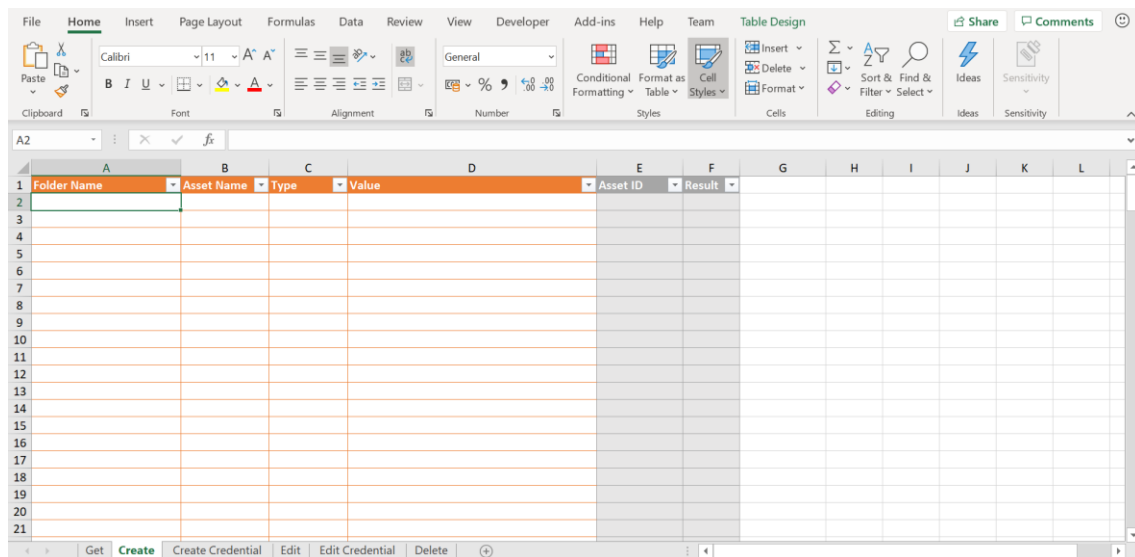 File Home Insert Page Layout Formulas Data Review View Developer Add-ins Help Team Table Design Share Comments
Calibri 11 A A ab General Insert Σ A Z
Paste Conditional Format as Cell Delete Sort & Find & Ideas Sensitivity
B I U A % 9 .00 .00 Formatting Table Styles Format Filter Select
Clipboard Font Alignment Number Styles Cells Editing Ideas Sensitivity
A2 fx
A B C D E F G H I J K L
1 Folder Name Asset Name Type Value Asset ID Result
2
3
4
5
6
7
8
9
10
11
12
13
14
15
16
17
18
19
20
21
Get Create Create Credential Edit Edit Credential Delete